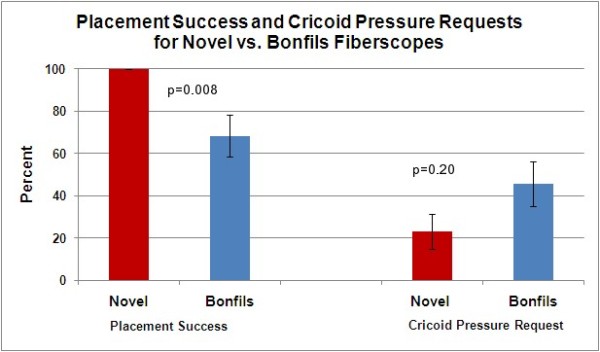 Placement Success and Cricoid Pressure Requests
for Novel vs. Bonfils Fiberscopes
Percent
100
80
60
40
20
0
p=0.008
p=0.20
Novel
Bonfils
Novel
Bonfils
Placement Success
Cricoid Pressure Request